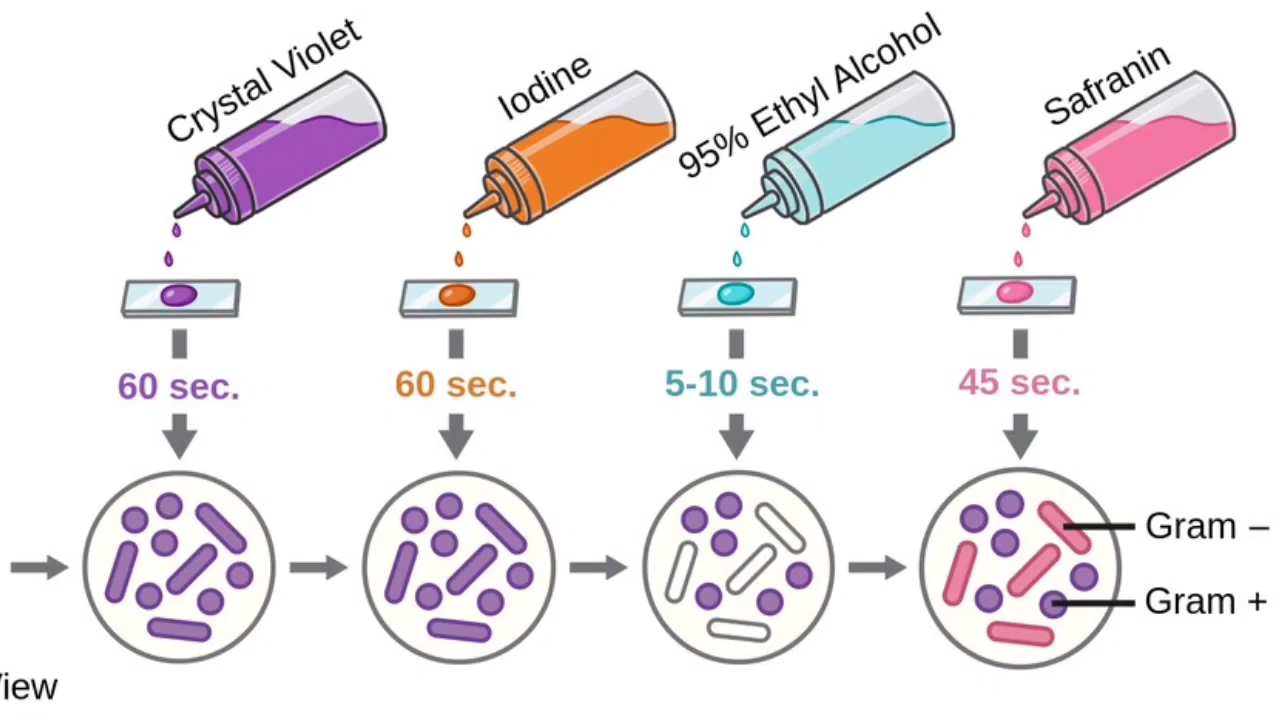 Crystal Violet
Iodine
95% Ethyl Alcohol
Safranin
60 sec.
60 sec.
5-10 sec.
45 sec.
Gram –
Gram +